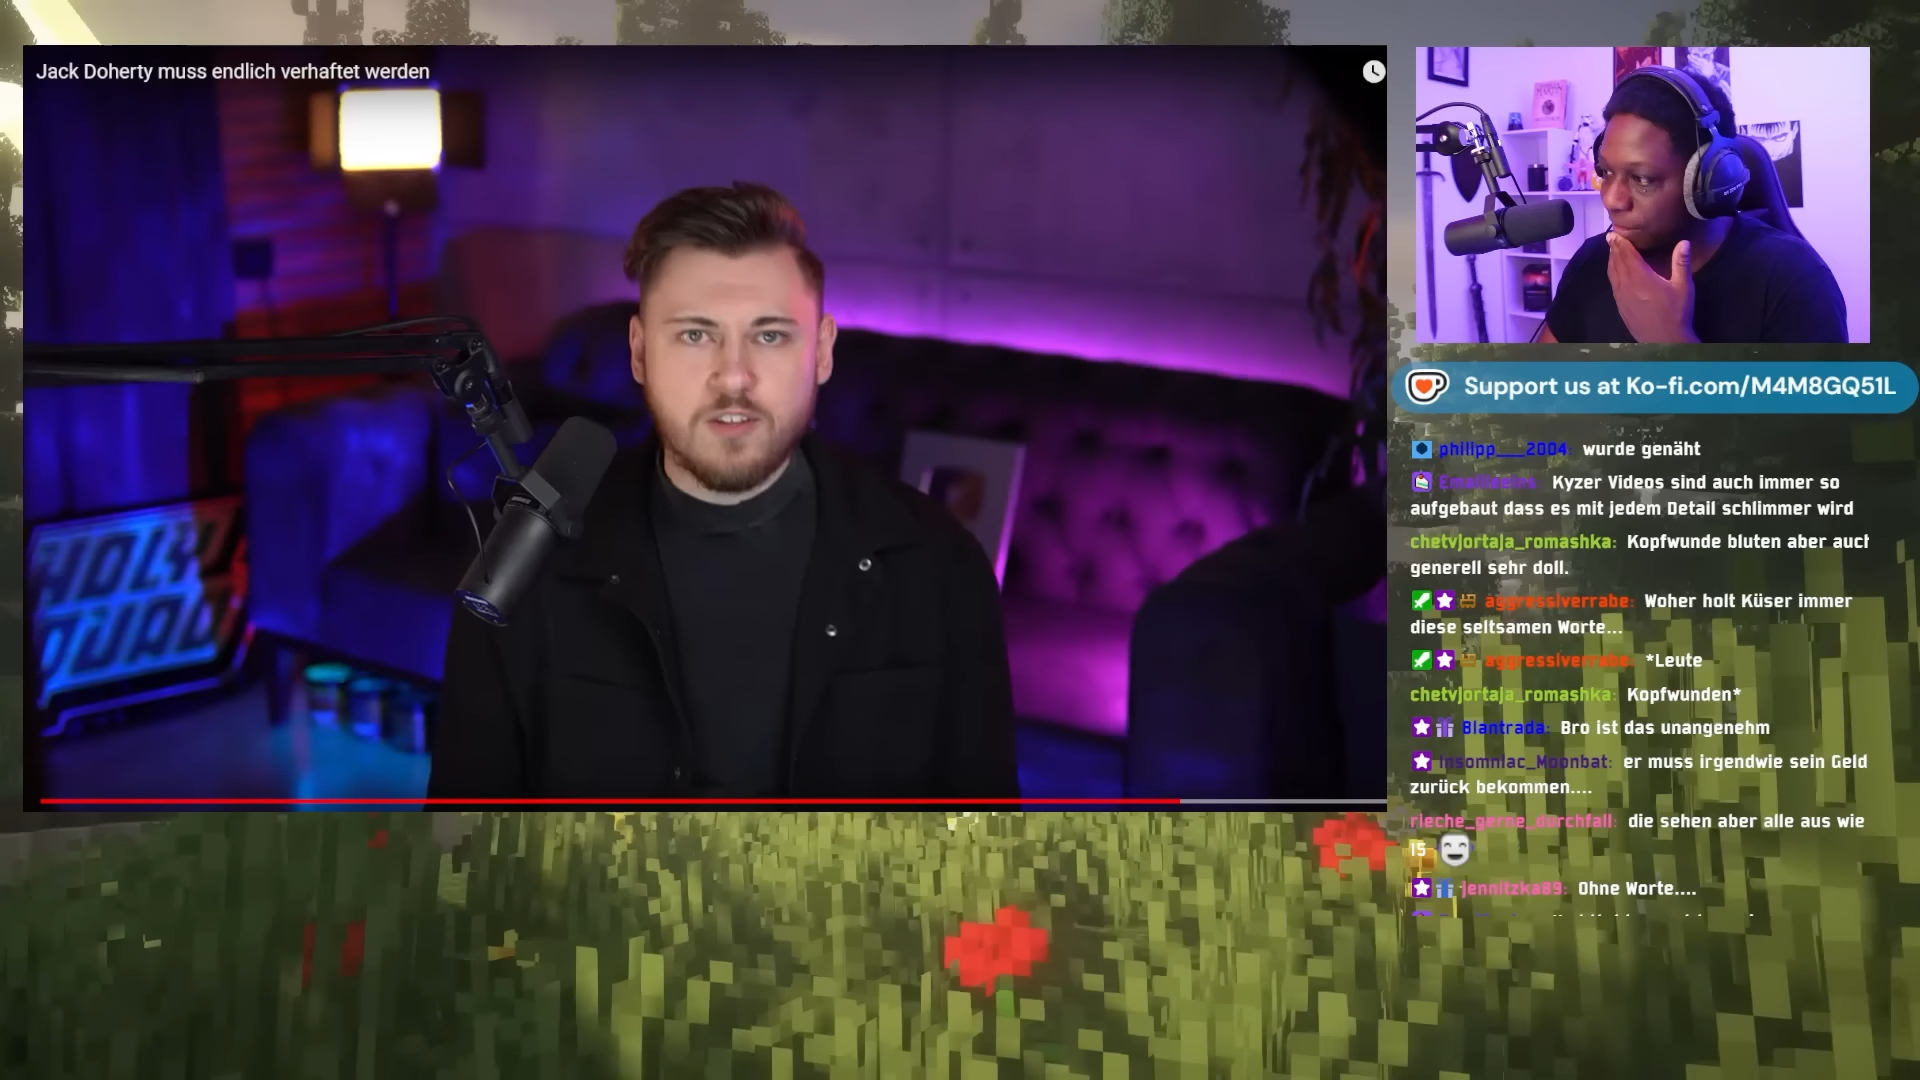 Jack Doherty muss endlich verhaftet werden
HOLY
SQUAD
Support us at Ko-fi.com/M4M8GQ51L
philipp___2004: wurde genäht
Kyzer Videos sind auch immer so
aufgebaut dass es mit jedem Detail schlimmer wird
chetvjortaja_romashka: Kopfwunde bluten aber auch
generell sehr doll.
aggressiverrabe: Woher holt Küser immer
diese seltsamen Worte...
aggressiverrabe: *Leute
chetvjortaja_romashka: Kopfwunden*
Blantrada: Bro ist das unangenehm
Insomniac_Moonbat: er muss irgendwie sein Geld
zurück bekommen....
rieche_gerne_durchfall: die sehen aber alle aus wie
15
jennitzka89: Ohne Worte....